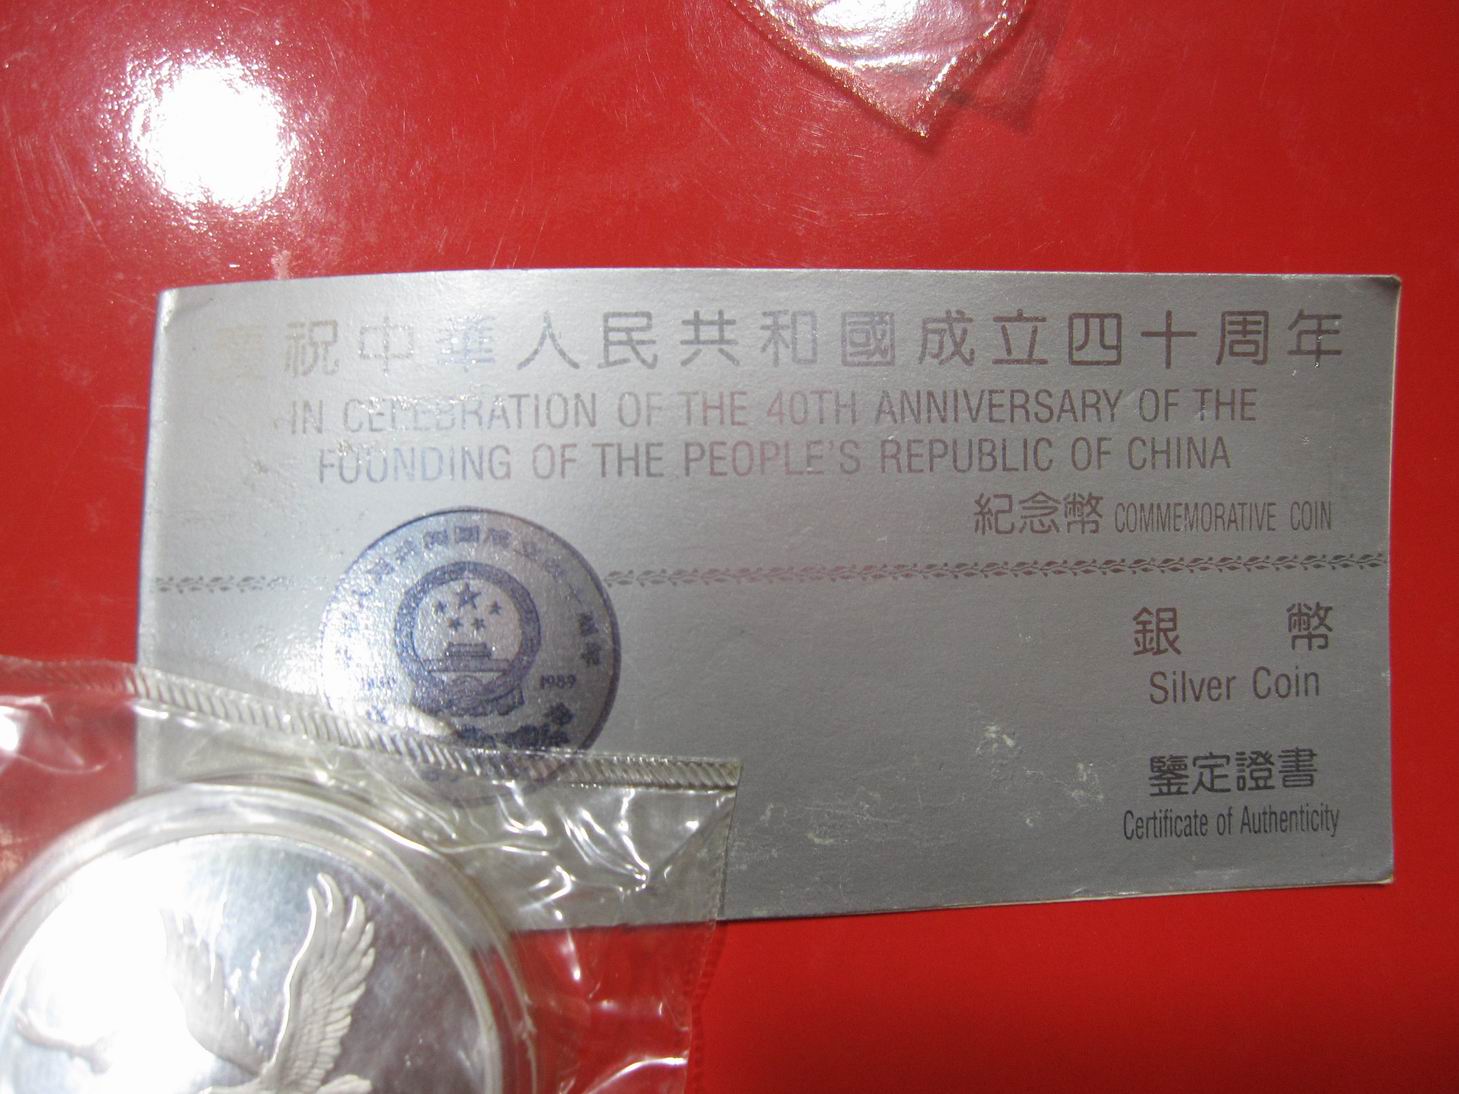 慶祝中華人民共和國成立四十周年
IN CELEBRATION OF THE 40TH ANNIVERSARY OF THE
FOUNDING OF THE PEOPLE'S REPUBLIC OF CHINA
紀念幣 COMMEMORATIVE COIN
1989
銀幣
Silver Coin
鑒定證書
Certificate of Authenticity